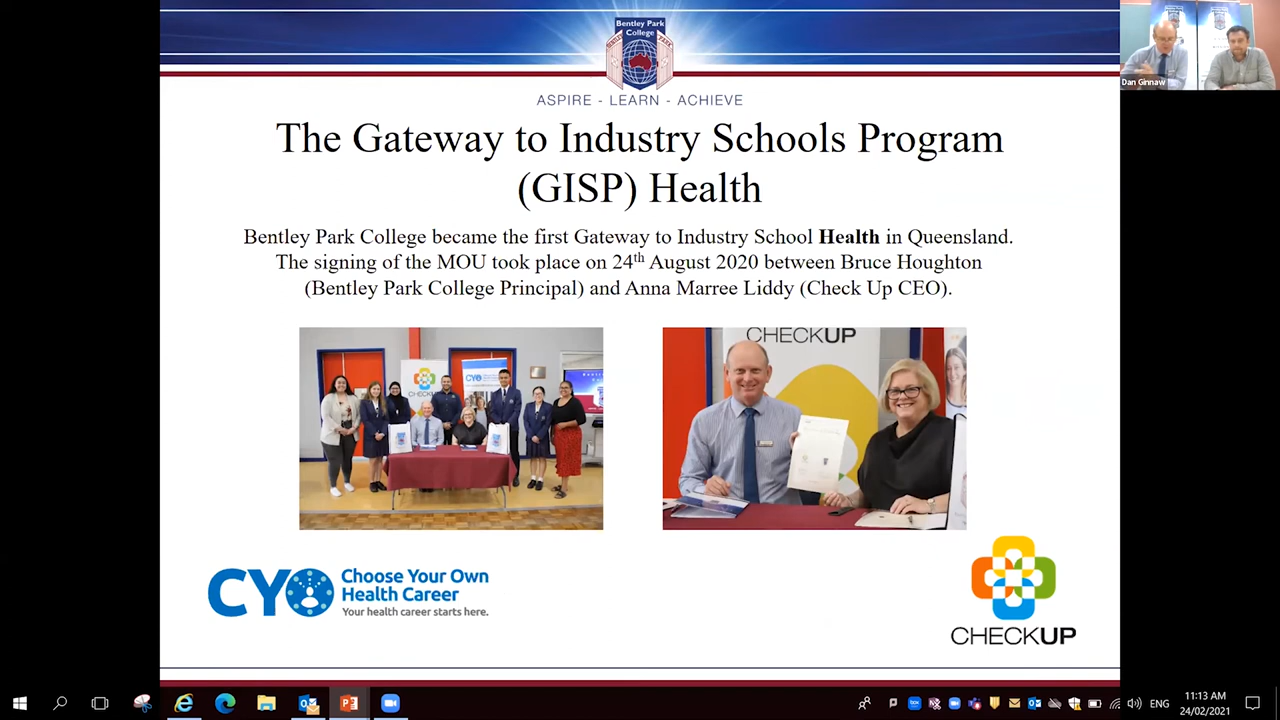 Bentley Park
College
ASPIRE - LEARN - ACHIEVE
Dan Ginnaw
The Gateway to Industry Schools Program
(GISP) Health
Bentley Park College became the first Gateway to Industry School Health in Queensland.
The signing of the MOU took place on 24th August 2020 between Bruce Houghton
(Bentley Park College Principal) and Anna Marree Liddy (Check Up CEO).
CHECKUP
CYO
CHECKUP
CYO Choose Your Own
Health Career
Your health career starts here.
CHECKUP
ENG
11:13 AM
24/02/2021